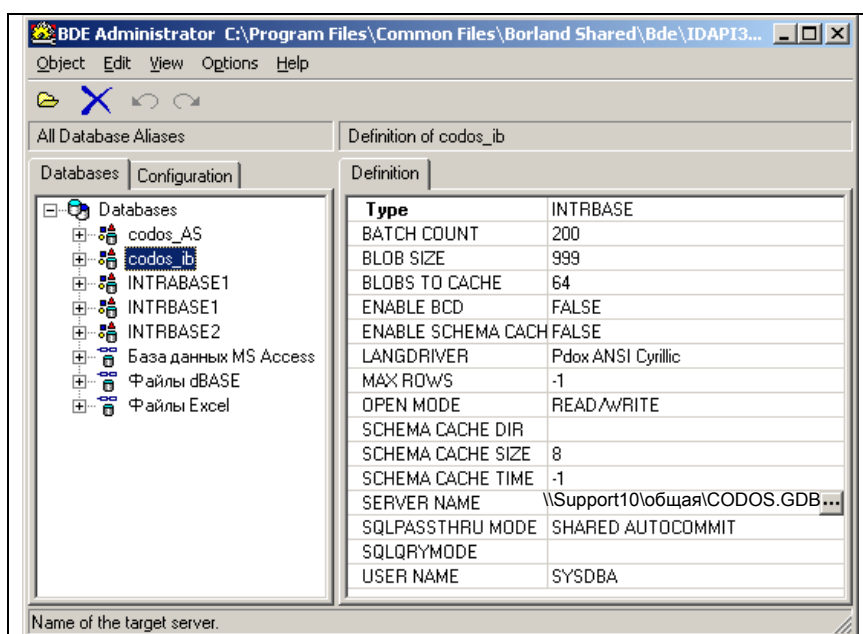 BDE Administrator C:\Program Files\Common Files\Borland Shared\Bde\IDAPI3...
Object Edit View Options Help
All Database Aliases Definition of codos_ib
Databases Configuration Definition
Databases
codos_AS
codos_ib
INTRABASE1
INTRBASE1
INTRBASE2
База данных MS Access
Файлы dBASE
Файлы Excel
Type INTRBASE
BATCH COUNT 200
BLOB SIZE 999
BLOBS TO CACHE 64
ENABLE BCD FALSE
ENABLE SCHEMA CACH FALSE
LANGDRIVER Pdox ANSI Cyrillic
MAX ROWS -1
OPEN MODE READ/WRITE
SCHEMA CACHE DIR
SCHEMA CACHE SIZE 8
SCHEMA CACHE TIME -1
SERVER NAME \\Support10\общая\CODOS.GDB ...
SQLPASSTHRU MODE SHARED AUTOCOMMIT
SQLQRYMODE
USER NAME SYSDBA
Name of the target server.